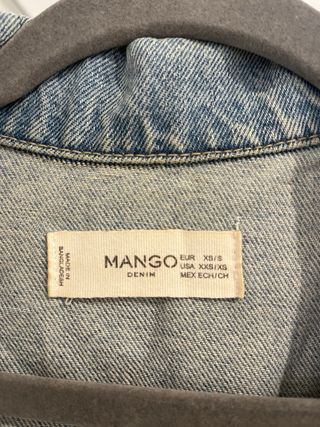 MADE IN
BANGLADESH
MANGO
DENIM
EUR XS/S
USA XXS/XS
MEX ECH/CH